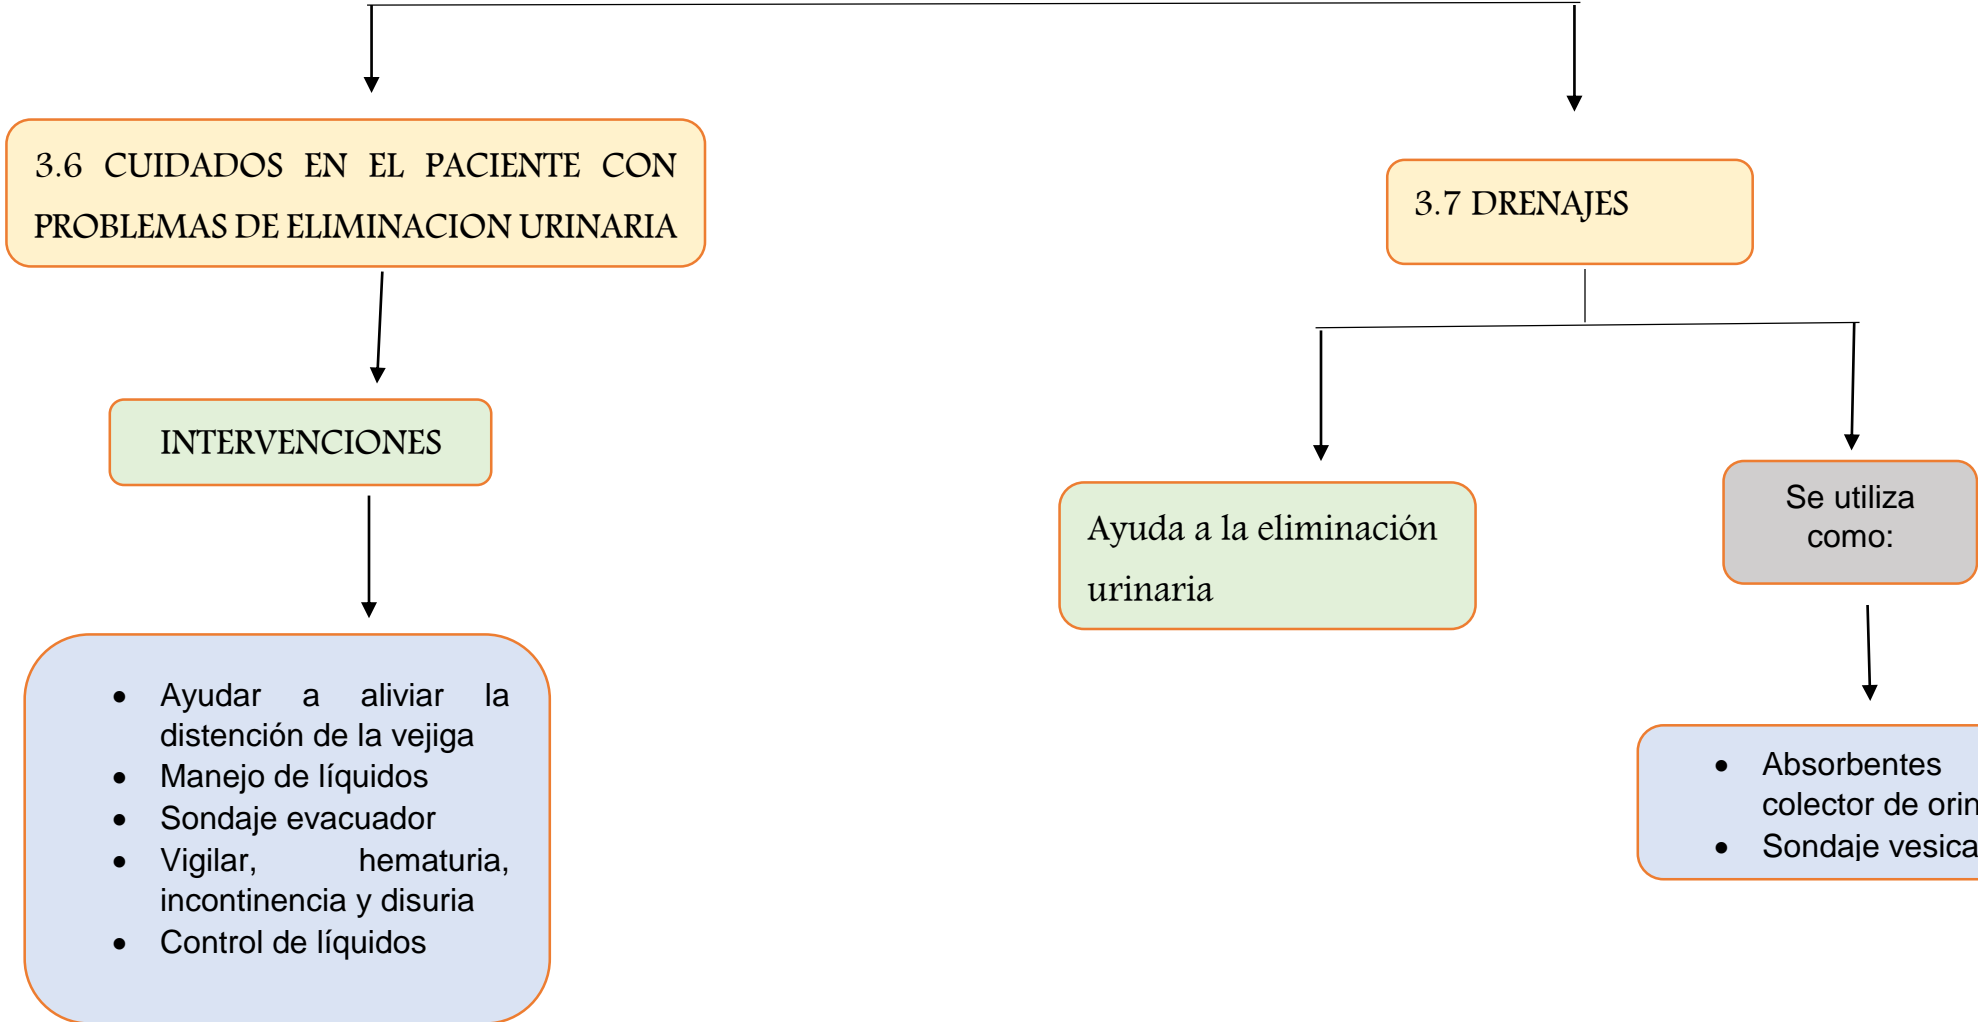 3.6 CUIDADOS EN EL PACIENTE CON
PROBLEMAS DE ELIMINACION URINARIA
INTERVENCIONES
• Ayudar a aliviar la
distención de la vejiga
• Manejo de líquidos
• Sondaje evacuador
• Vigilar, hematuria,
incontinencia y disuria
• Control de líquidos
3.7 DRENAJES
Ayuda a la eliminación
urinaria
Se utiliza
como:
• Absorbentes
colector de
• Sondaje